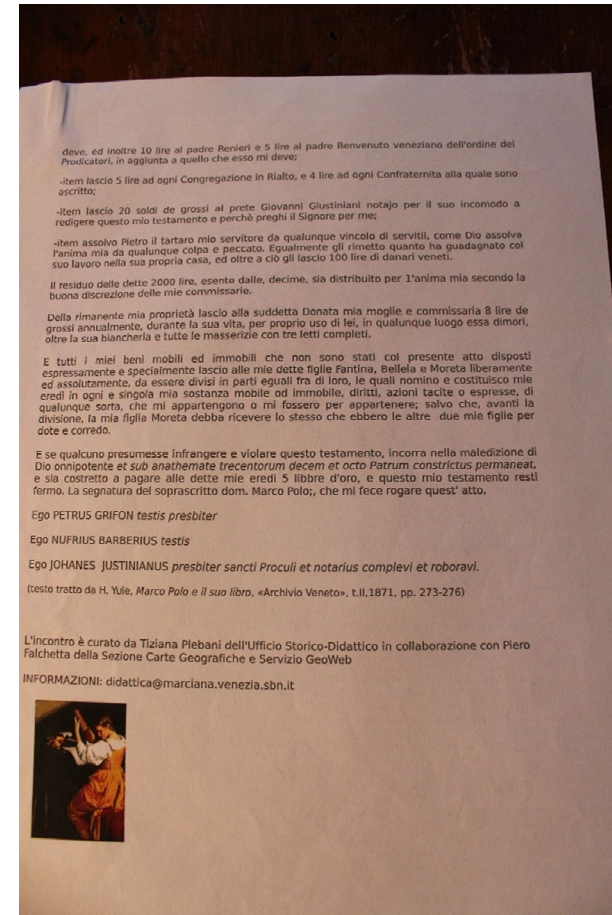 deve, ed inoltre 10 lire al padre Renieri e 5 lire al padre Benvenuto veneziano dell'ordine dei
Prodicatori, in aggiunta a quello che esso mi deve;
-item lascio 5 lire ad ogni Congregazione in Rialto, e 4 lire ad ogni Confraternita alla quale sono
ascritto;
-item lascio 20 soldi de grossi al prete Giovanni Giustiniani notajo per il suo incomodo a
redigere questo mio testamento e perchè preghi il Signore per me;
-item assolvo Pietro il tartaro mio servitore da qualunque vincolo di servitù, come Dio assolva
l'anima mia da qualunque colpa e peccato. Egualmente gli rimetto quanto ha guadagnato col
suo lavoro nella sua propria casa, ed oltre a ciò gli lascio 100 lire di danari veneti.
Il residuo delle dette 2000 lire, esente dalle, decime, sia distribuito per 1'anima mia secondo la
buona discrezione delle mie commissarie.
Della rimanente mia proprietà lascio alla suddetta Donata mia moglie e commissaria 8 lire de
grossi annualmente, durante la sua vita, per proprio uso di lei, in qualunque luogo essa dimori,
oltre la sua biancheria e tutte le masserizie con tre letti completi.
E tutti i miei beni mobili ed immobili che non sono stati col presente atto disposti
espressamente e specialmente lascio alle mie dette figlie Fantina, Bellela e Moreta liberamente
ed assolutamente, da essere divisi in parti eguali fra di loro, le quali nomino e costituisco mie
eredi in ogni e singola mia sostanza mobile od immobile, diritti, azioni tacite o espresse, di
qualunque sorta, che mi appartengono o mi fossero per appartenere; salvo che, avanti la
divisione, la mia figlia Moreta debba ricevere lo stesso che ebbero le altre due mie figlie per
dote e corredo.
E se qualcuno presumesse infrangere e violare questo testamento, incorra nella maledizione di
Dio onnipotente et sub anathemate trecentorum decem et octo Patrum constrictus permaneat,
e sia costretto a pagare alle dette mie eredi 5 libbre d'oro, e questo mio testamento resti
fermo. La segnatura del soprascritto dom. Marco Polo;, che mi fece rogare quest' atto.
Ego PETRUS GRIFON testis presbiter
Ego NUFRIUS BARBERIUS testis
Ego JOHANES JUSTINIANUS presbiter sancti Proculi et notarius complevi et roboravi.
(testo tratto da H. Yule, Marco Polo e il suo libro, «Archivio Veneto», t.II,1871, pp. 273-276)
L'incontro è curato da Tiziana Plebani dell'Ufficio Storico-Didattico in collaborazione con Piero
Falchetta della Sezione Carte Geografiche e Servizio GeoWeb
INFORMAZIONI: didattica@marciana.venezia.sbn.it